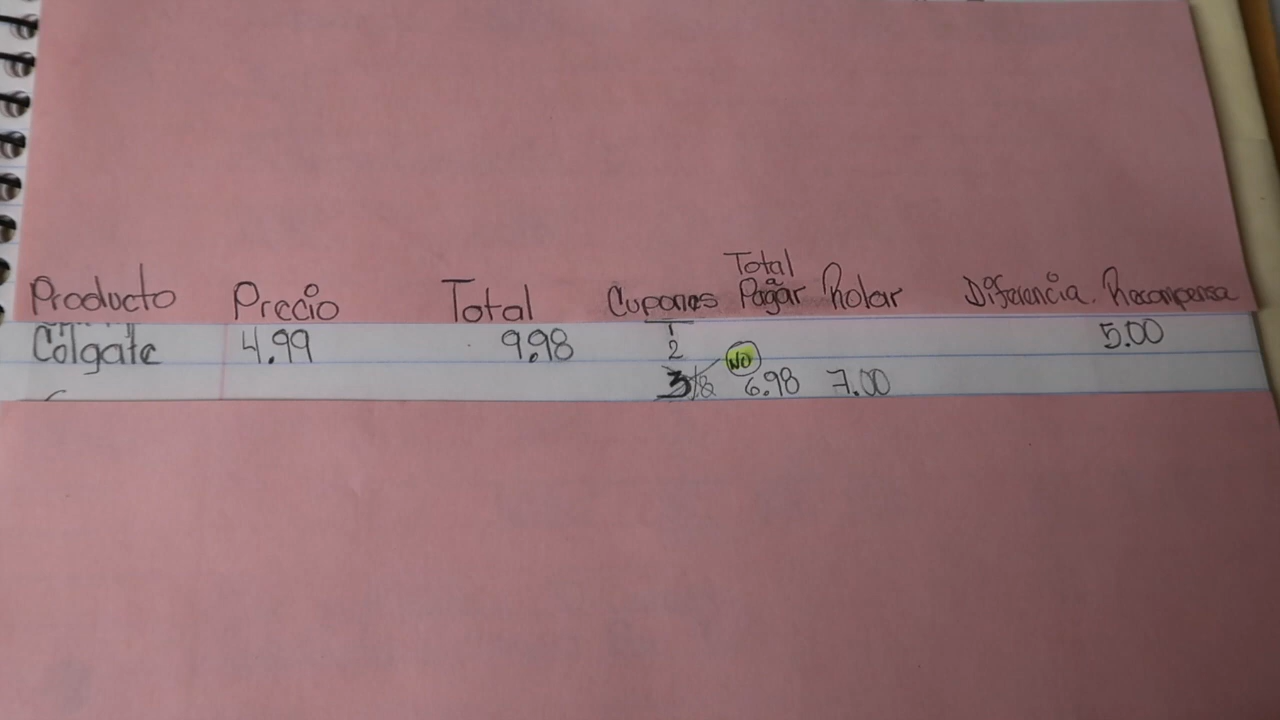 Total
Producto Precio Total Cupones a Pagar Rolar Diferencia Recompensa
Colgate 4.99 9.98 1 5.00
2
NO
3 6.98 7.00